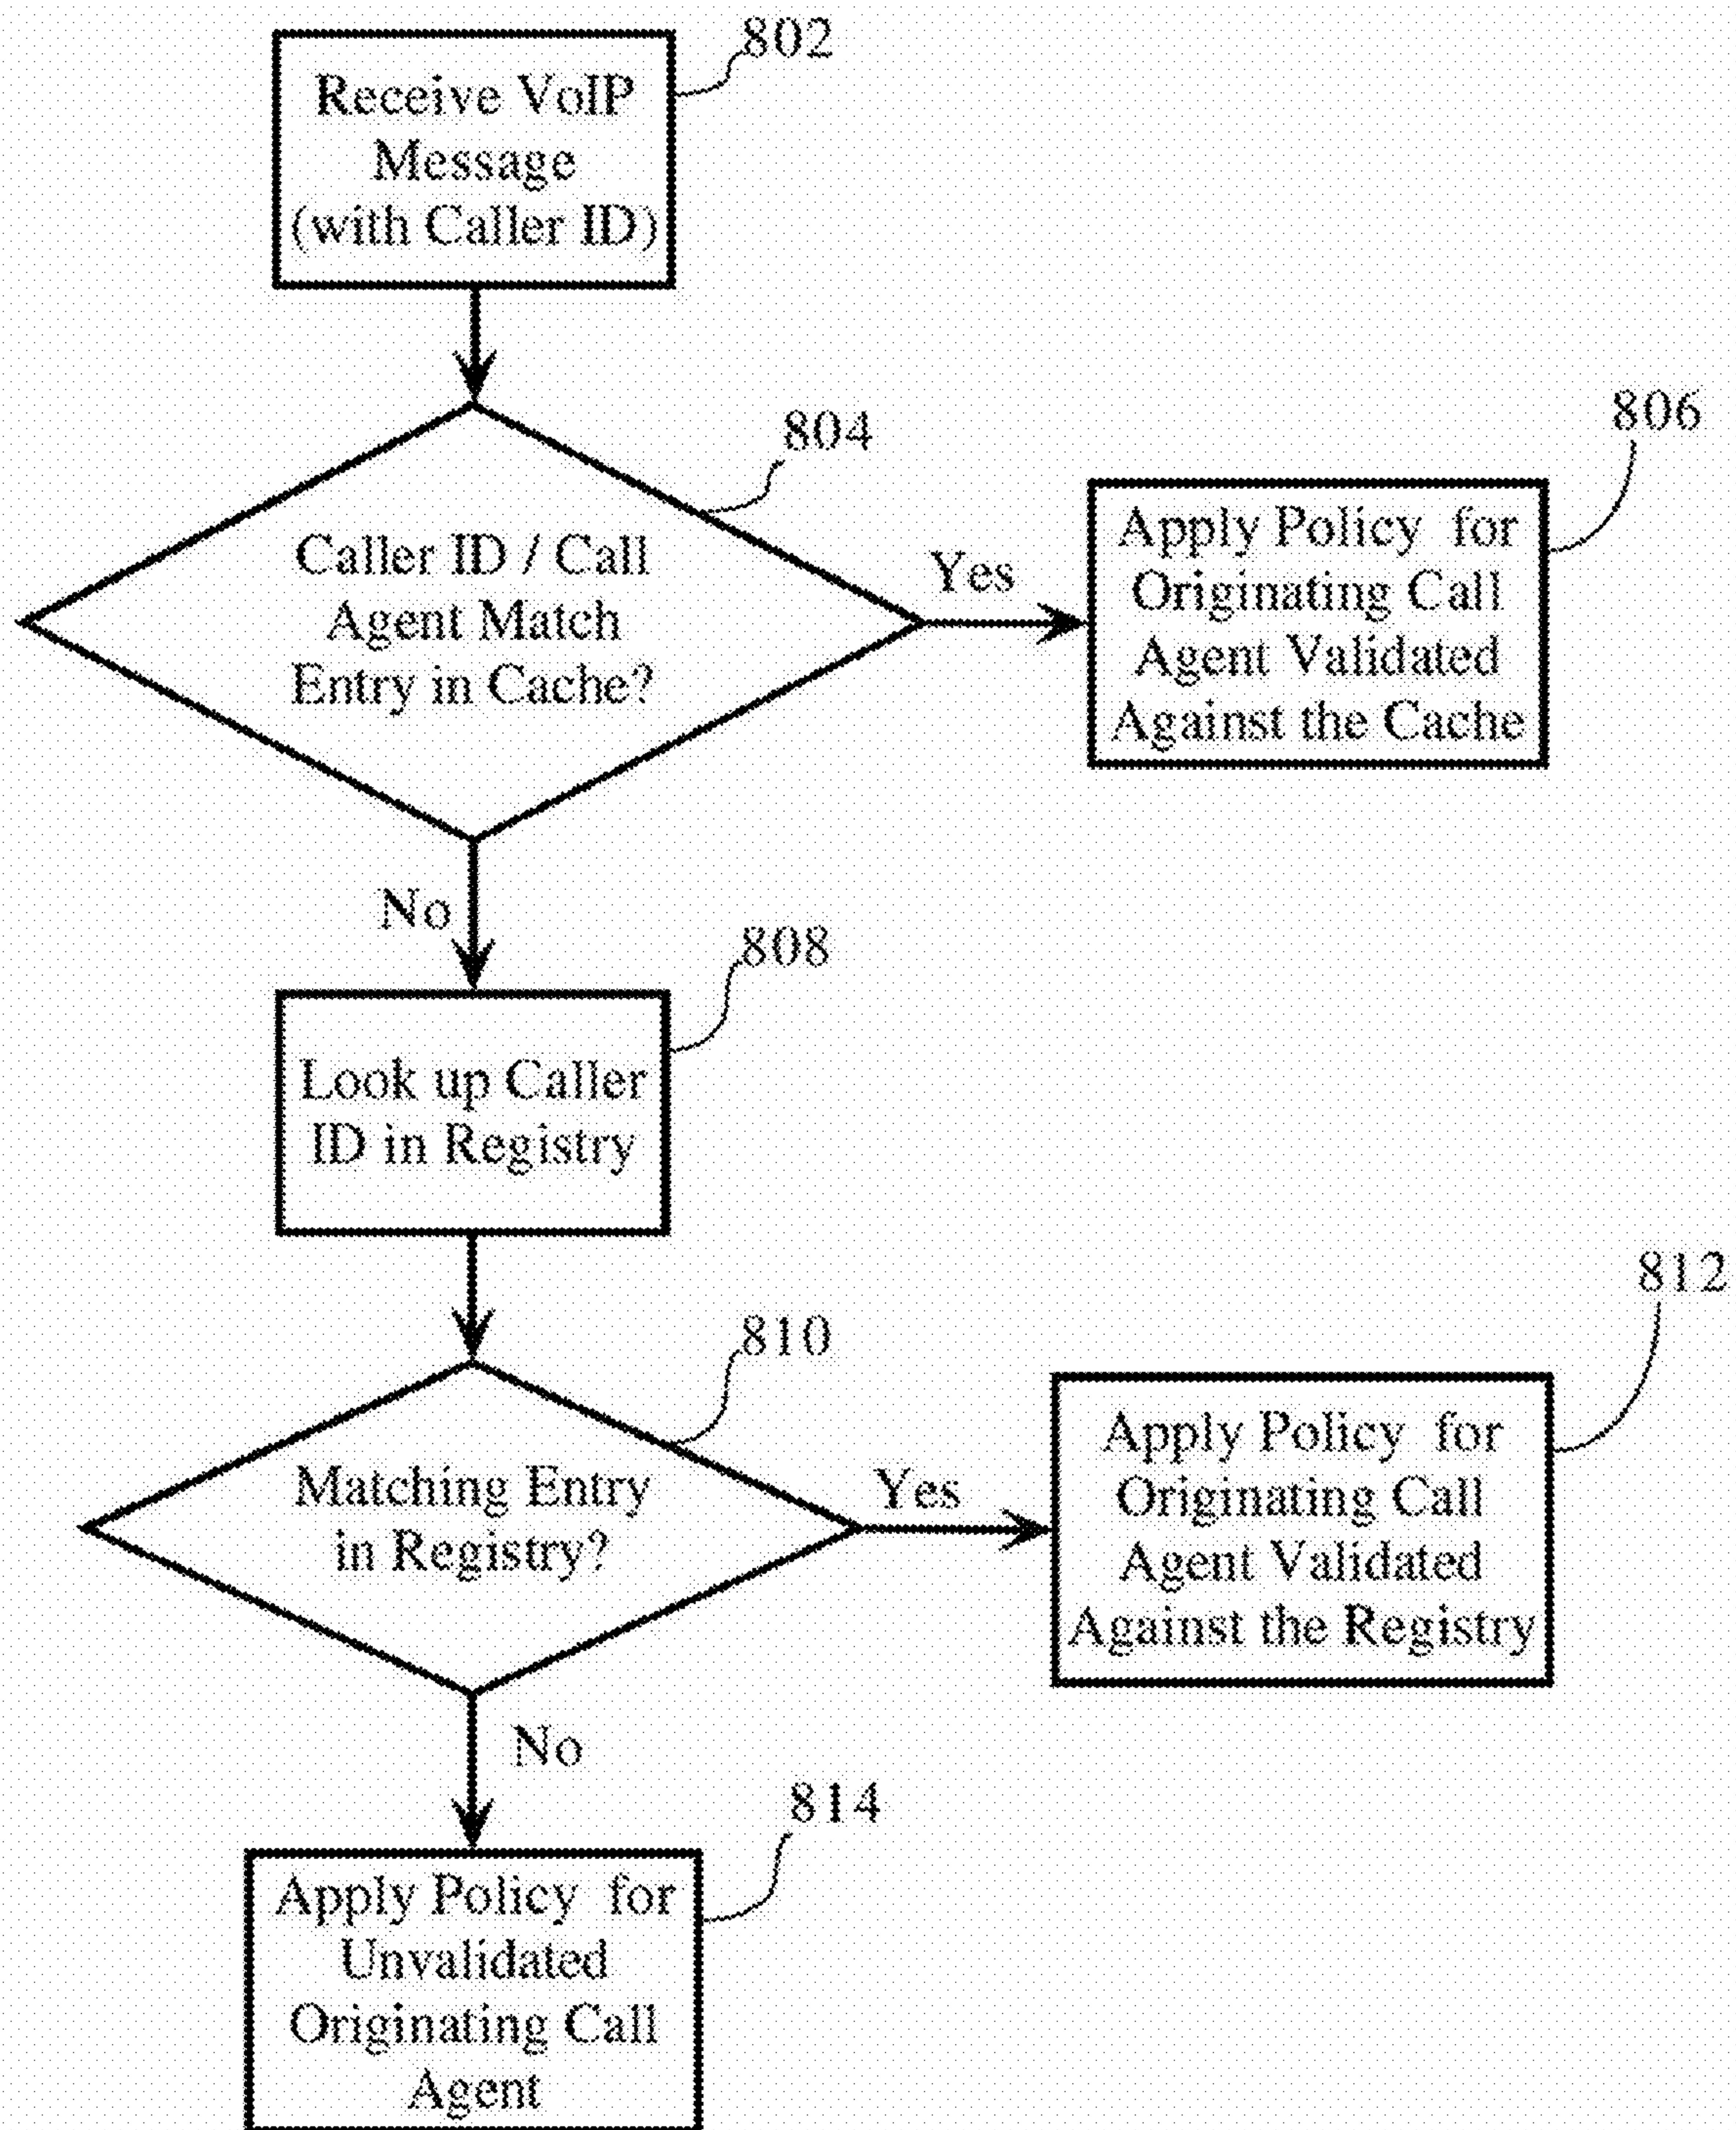 802
Receive VoIP
Message
(with Caller ID)
804
806
Caller ID / Call
Agent Match
Entry in Cache?
Yes
Apply Policy for
Originating Call
Agent Validated
Against the Cache
No
808
Look up Caller
ID in Registry
810
812
Matching Entry
in Registry?
Yes
Apply Policy for
Originating Call
Agent Validated
Against the Registry
No
814
Apply Policy for
Unvalidated
Originating Call
Agent